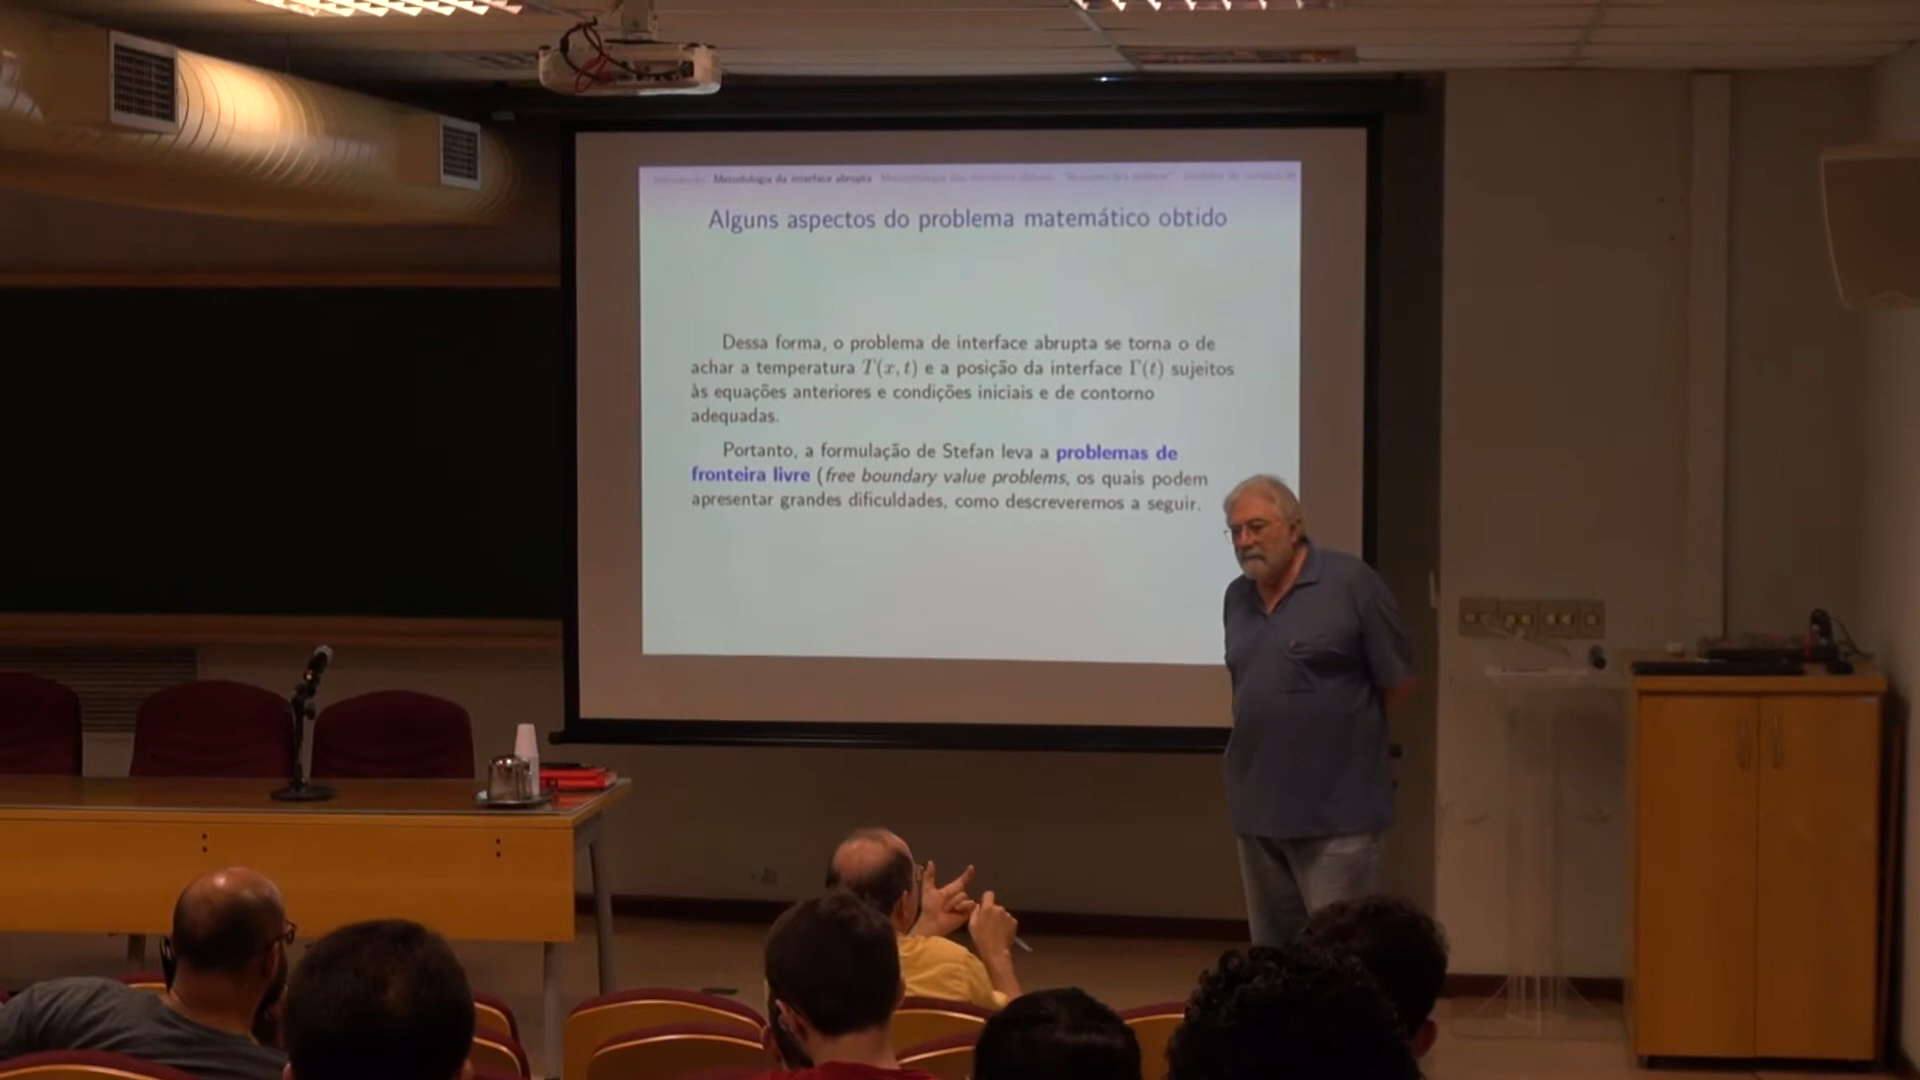 Metodologia da interface abrupta
Alguns aspectos do problema matemático obtido
Dessa forma, o problema de interface abrupta se torna o de
achar a temperatura T(x, t) e a posição da interface Γ(t) sujeitos
às equações anteriores e condições iniciais e de contorno
adequadas.
Portanto, a formulação de Stefan leva a problemas de
fronteira livre (free boundary value problems, os quais podem
apresentar grandes dificuldades, como descreveremos a seguir.